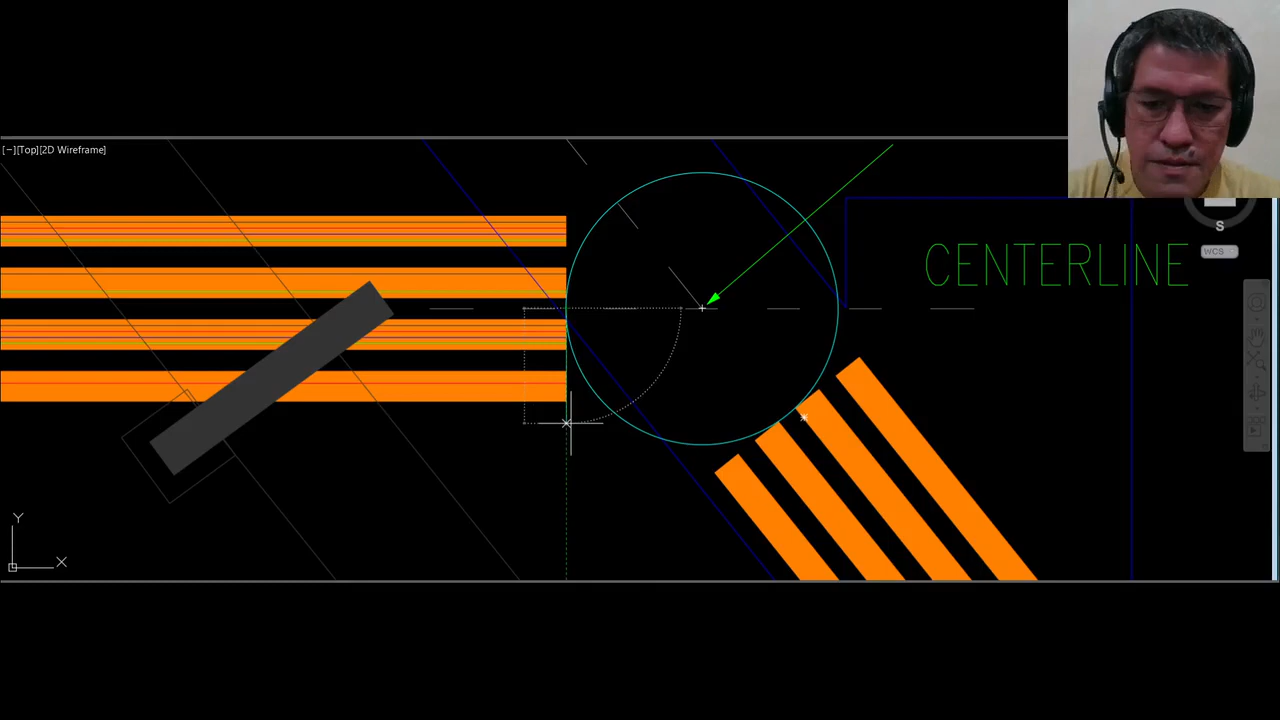 [−][Top][2D Wireframe]
S
CENTERLINE
WCS
Y
X